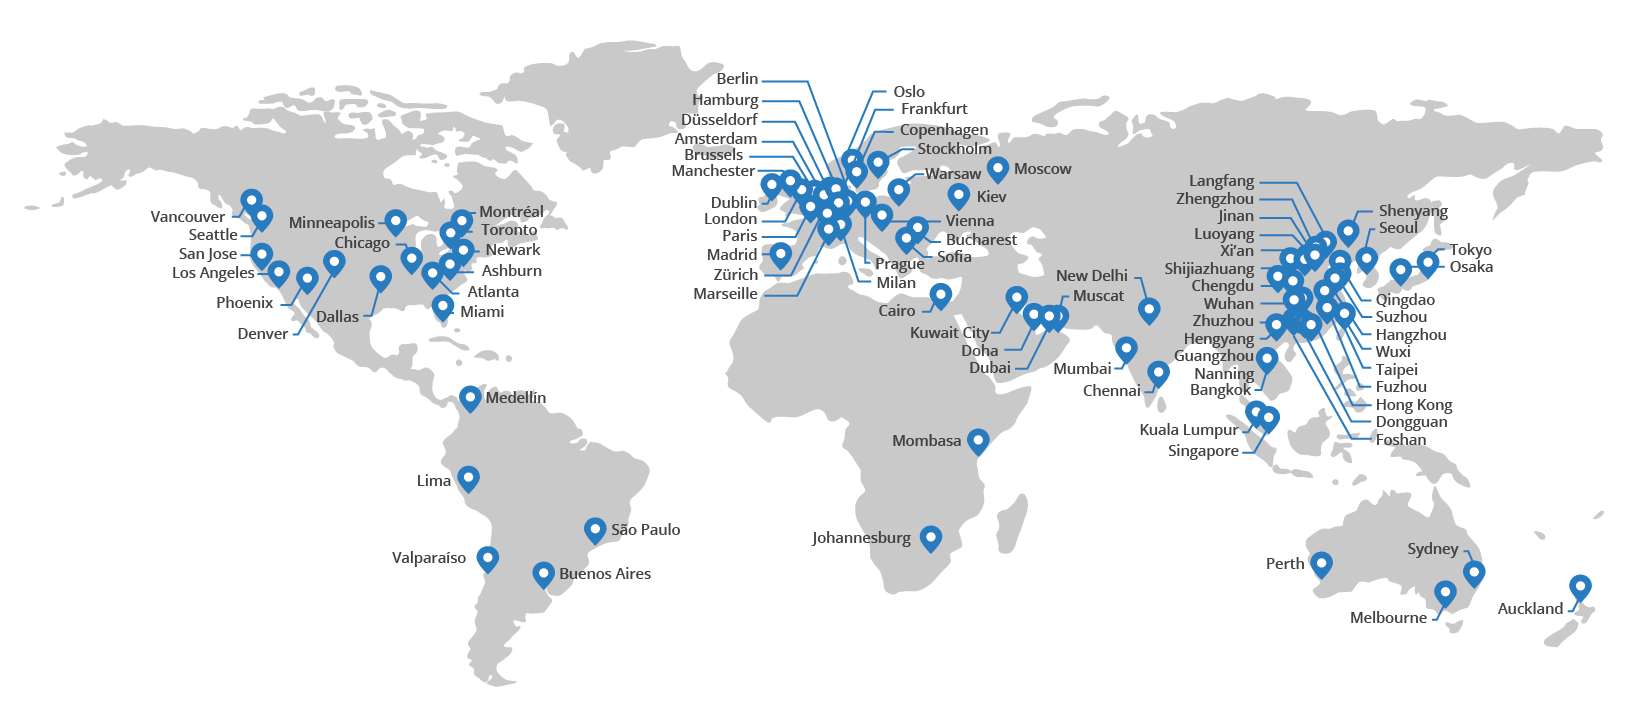 Vancouver
Seattle
San Jose
Los Angeles
Phoenix
Denver
Minneapolis
Chicago
Dallas
Montréal
Toronto
Newark
Ashburn
Atlanta
Miami
Medellín
Lima
São Paulo
Valparaíso
Buenos Aires
Berlin
Hamburg
Düsseldorf
Amsterdam
Brussels
Manchester
Dublin
London
Paris
Madrid
Zürich
Marseille
Oslo
Frankfurt
Copenhagen
Stockholm
Warsaw
Moscow
Kiev
Vienna
Bucharest
Sofia
Prague
Milan
Cairo
Kuwait City
Doha
Dubai
New Delhi
Muscat
Mumbai
Chennai
Mombasa
Johannesburg
Langfang
Zhengzhou
Jinan
Luoyang
Xi'an
Shijiazhuang
Chengdu
Wuhan
Zhuzhou
Hengyang
Guangzhou
Nanning
Bangkok
Kuala Lumpur
Singapore
Shenyang
Seoul
Tokyo
Osaka
Qingdao
Suzhou
Hangzhou
Wuxi
Taipei
Fuzhou
Hong Kong
Dongguan
Foshan
Perth
Sydney
Melbourne
Auckland